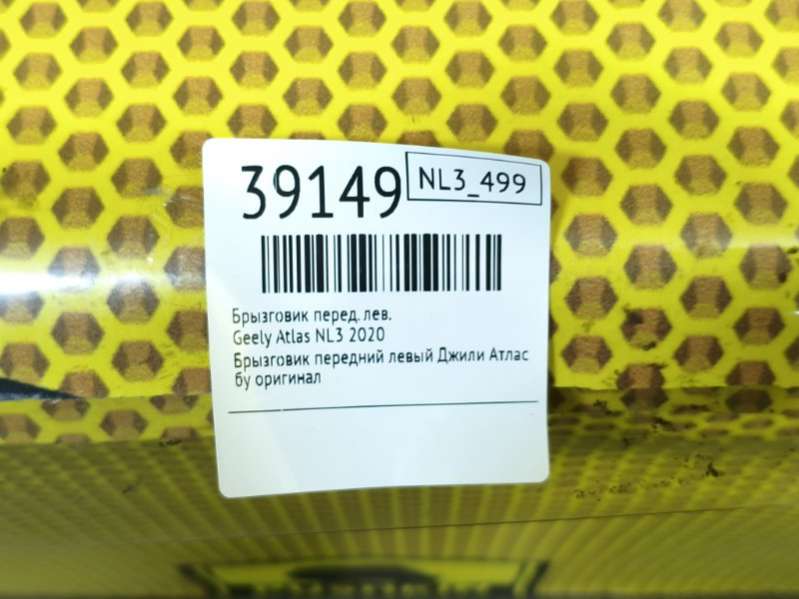 39149
NL3_499
Брызговик перед. лев.
Geely Atlas NL3 2020
Брызговик передний левый Джили Атлас
бу оригинал